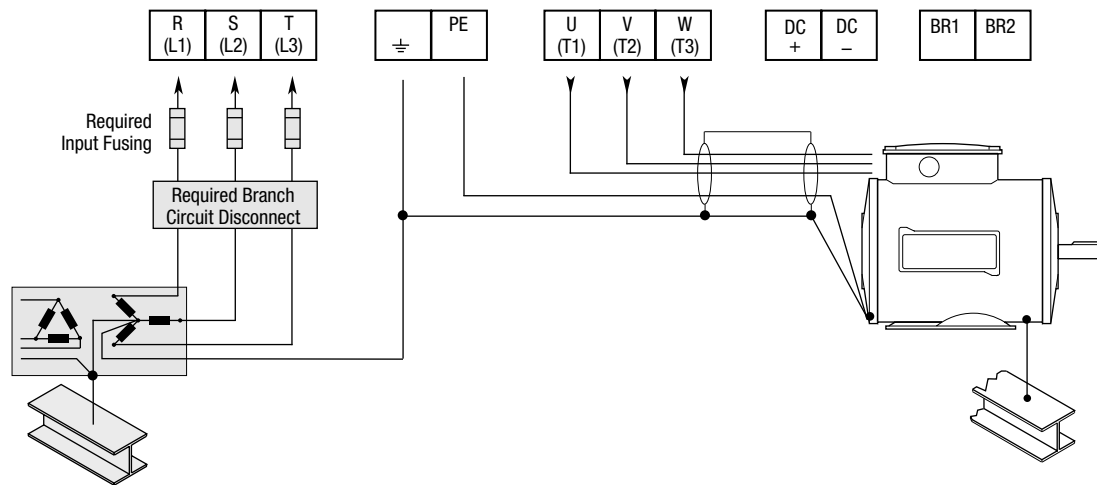 R
(L1)
S
(L2)
T
(L3)
PE
U
(T1)
V
(T2)
W
(T3)
DC
+
DC
–
BR1
BR2
Required
Input Fusing
Required Branch
Circuit Disconnect